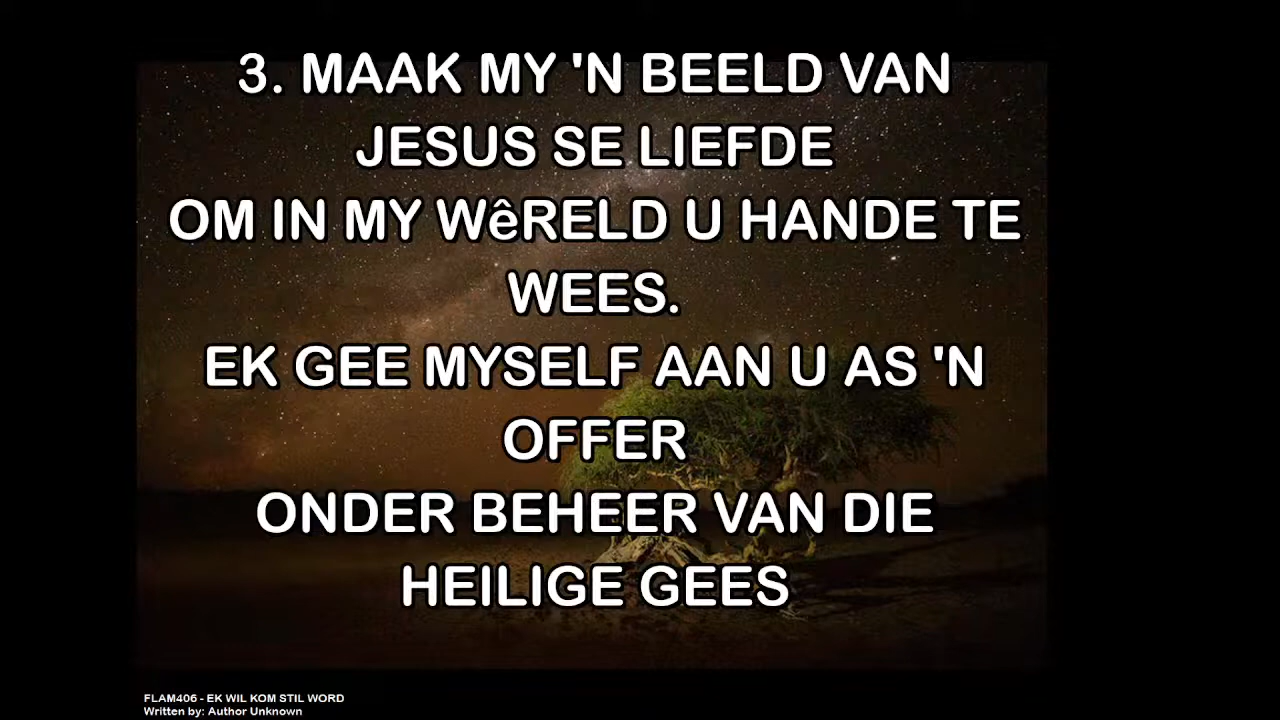 3. MAAK MY 'N BEELD VAN
JESUS SE LIEFDE
OM IN MY WêRELD U HANDE TE
WEES.
EK GEE MYSELF AAN U AS 'N
OFFER
ONDER BEHEER VAN DIE
HEILIGE GEES
FLAM406 - EK WIL KOM STIL WORD
Written by: Author Unknown